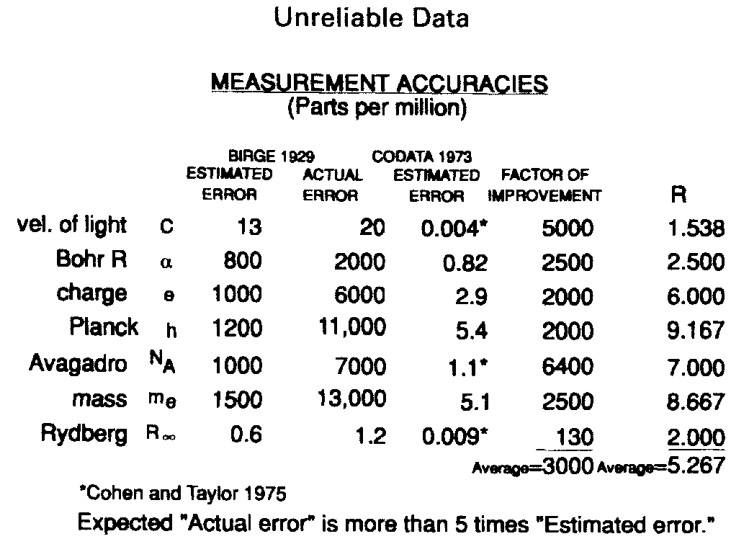 Unreliable Data
MEASUREMENT ACCURACIES
(Parts per million)
BIRGE 1929 CODATA 1973
ESTIMATED ACTUAL ESTIMATED FACTOR OF
ERROR ERROR ERROR IMPROVEMENT R
vel. of light C 13 20 0.004* 5000 1.538
Bohr R α 800 2000 0.82 2500 2.500
charge e 1000 6000 2.9 2000 6.000
Planck h 1200 11,000 5.4 2000 9.167
Avagadro NA 1000 7000 1.1* 6400 7.000
mass me 1500 13,000 5.1 2500 8.667
Rydberg R∞ 0.6 1.2 0.009* 130 2.000
Average=3000 Average=5.267
*Cohen and Taylor 1975
Expected "Actual error" is more than 5 times "Estimated error."